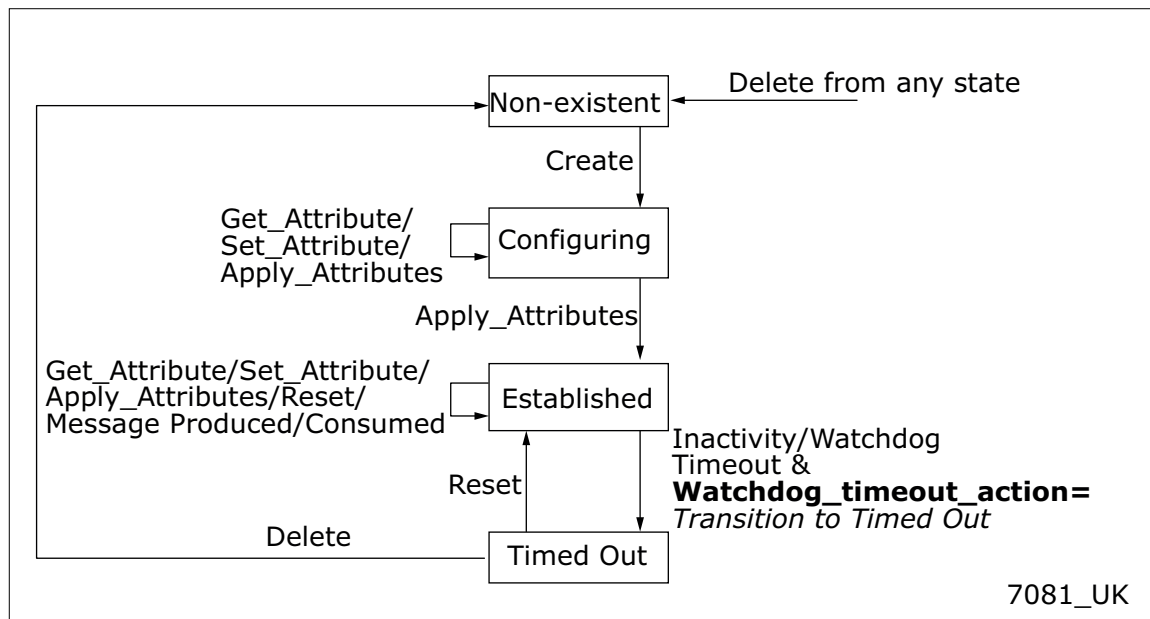 Delete from any state
Non-existent
Create
Get_Attribute/
Set_Attribute/
Apply_Attributes
Configuring
Apply_Attributes
Get_Attribute/Set_Attribute/
Apply_Attributes/Reset/
Message Produced/Consumed
Established
Inactivity/Watchdog
Timeout &
Watchdog_timeout_action=
Transition to Timed Out
Reset
Delete
Timed Out
7081_UK